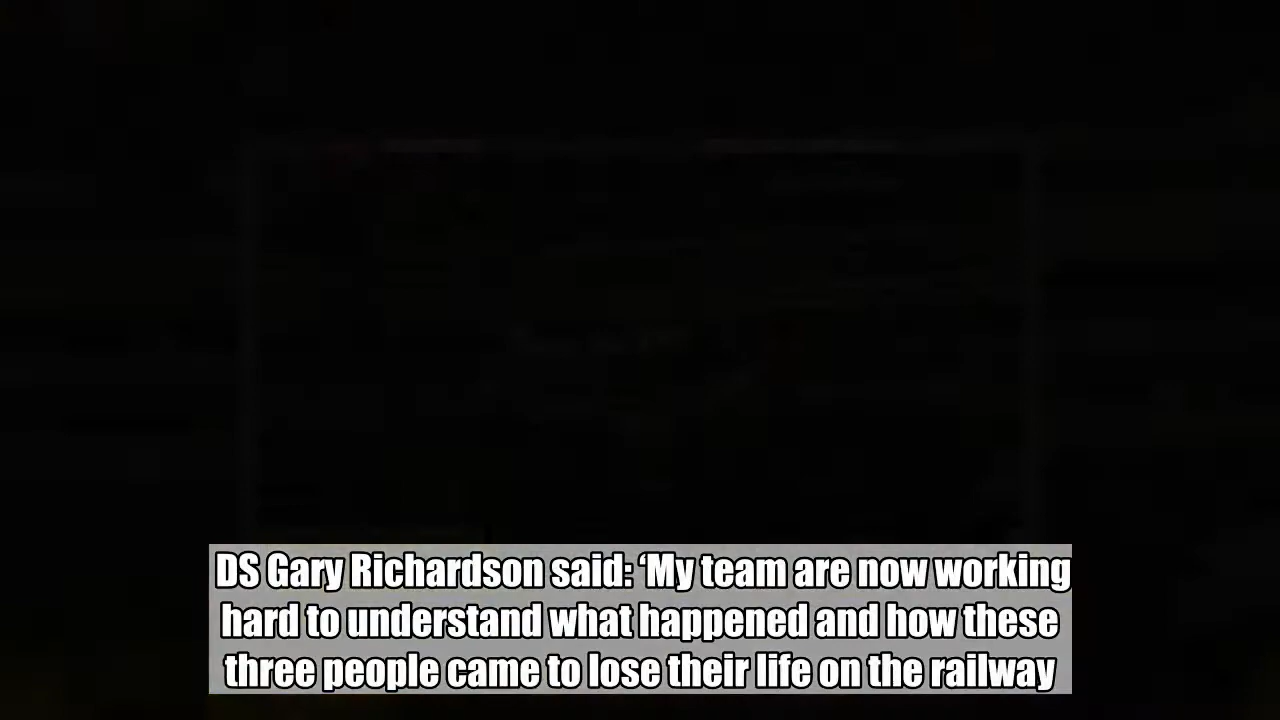 DS Gary Richardson said: ‘My team are now working
hard to understand what happened and how these
three people came to lose their life on the railway